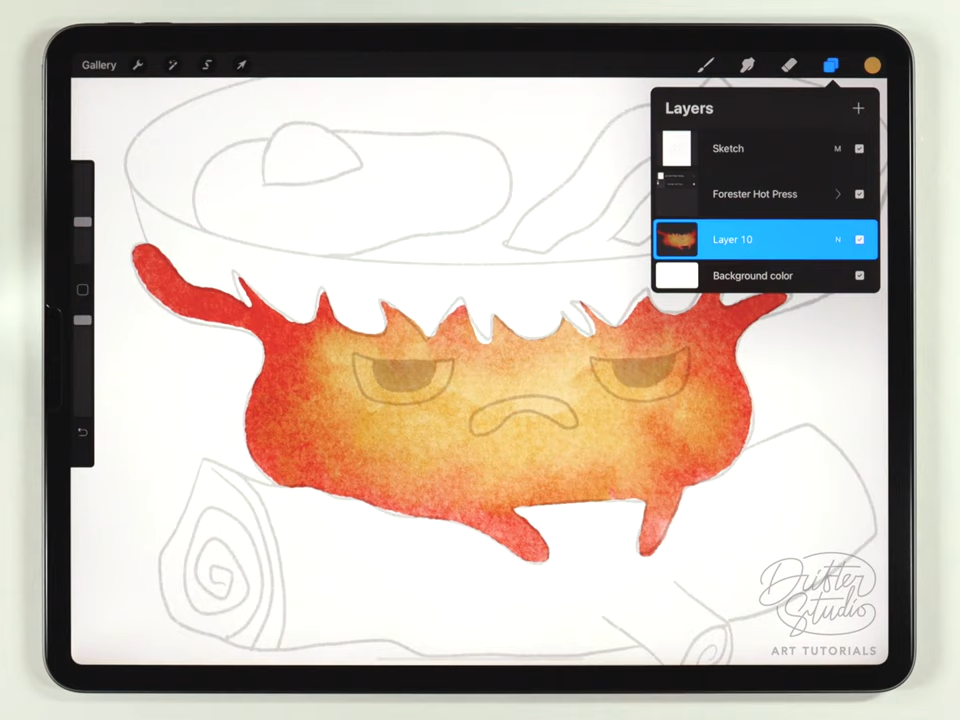 Gallery
Layers
Sketch M
Forester Hot Press
Layer 10 N
Background color
Drifter
Studio
ART TUTORIALS